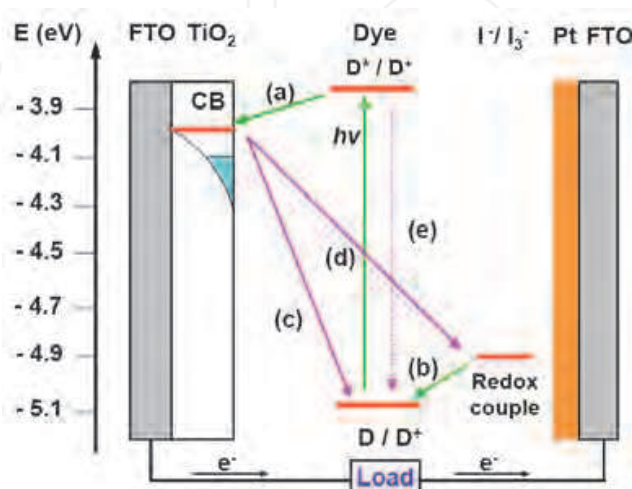 E (eV) FTO TiO₂ Dye I⁻/ I₃⁻ Pt FTO
D* / D⁺
CB
(a)
hν
- 3.9
- 4.1
- 4.3
- 4.5
- 4.7
- 4.9
- 5.1
(e)
(d)
(c)
(b)
Redox
couple
D / D⁺
e⁻ Load e⁻